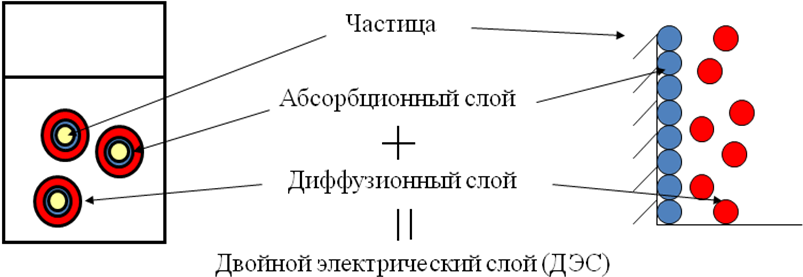 Частица
Абсорбционный слой
+
Диффузионный слой
=
Двойной электрический слой (ДЭС)